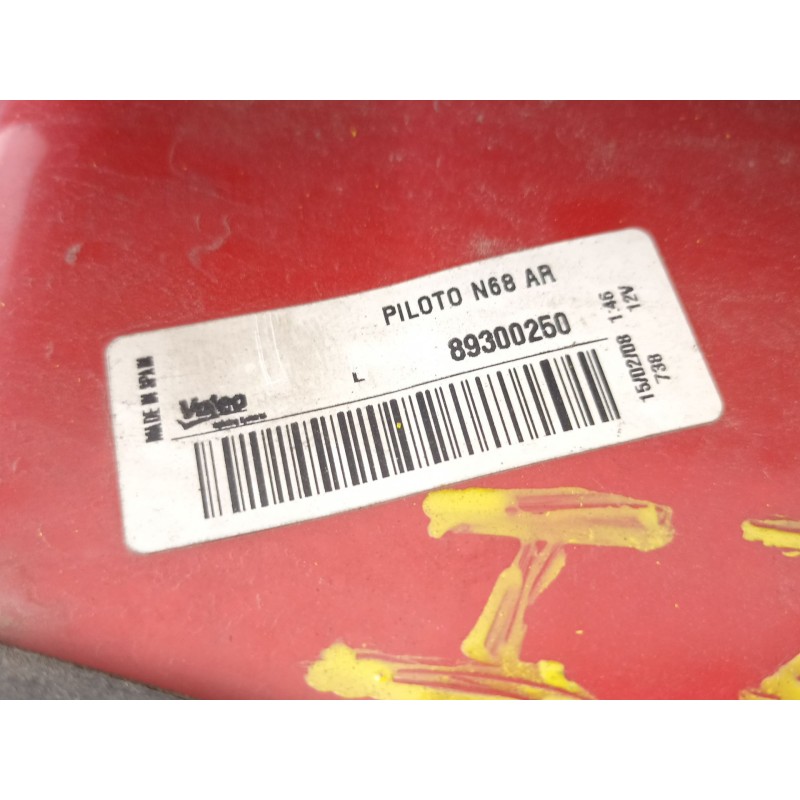 PILOTO N68 AR
89300250
L
Valeo
MADE IN SPAIN
15/02/08 1:46
738 12V